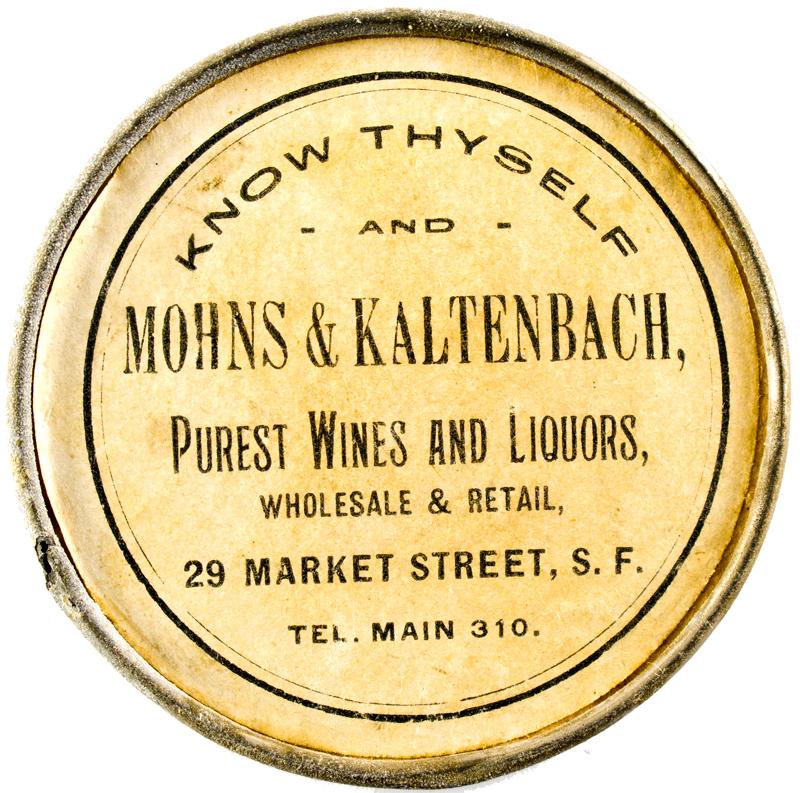 KNOW THYSELF
- AND -
MOHNS & KALTENBACH,
PUREST WINES AND LIQUORS,
WHOLESALE & RETAIL,
29 MARKET STREET, S. F.
TEL. MAIN 310.